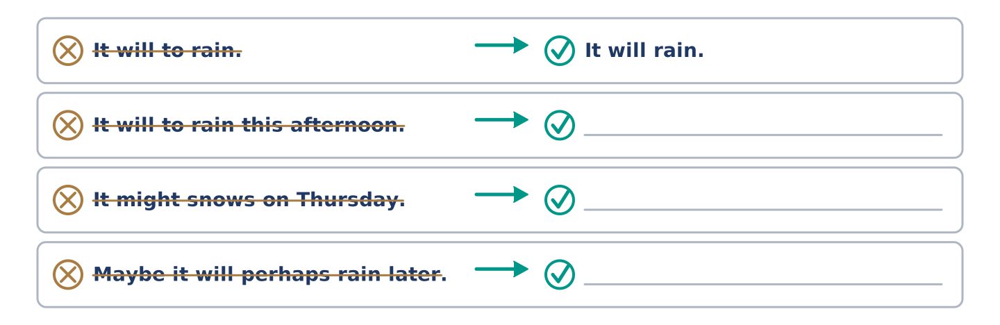 It will to rain.
It will rain.
It will to rain this afternoon.
It might snows on Thursday.
Maybe it will perhaps rain later.